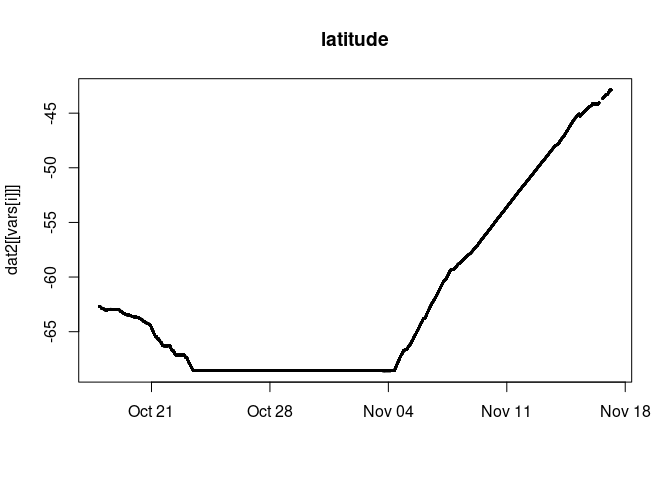 latitude
dat2[[vars[i]]]
-45
-50
-55
-60
-65
Oct 21
Oct 28
Nov 04
Nov 11
Nov 18